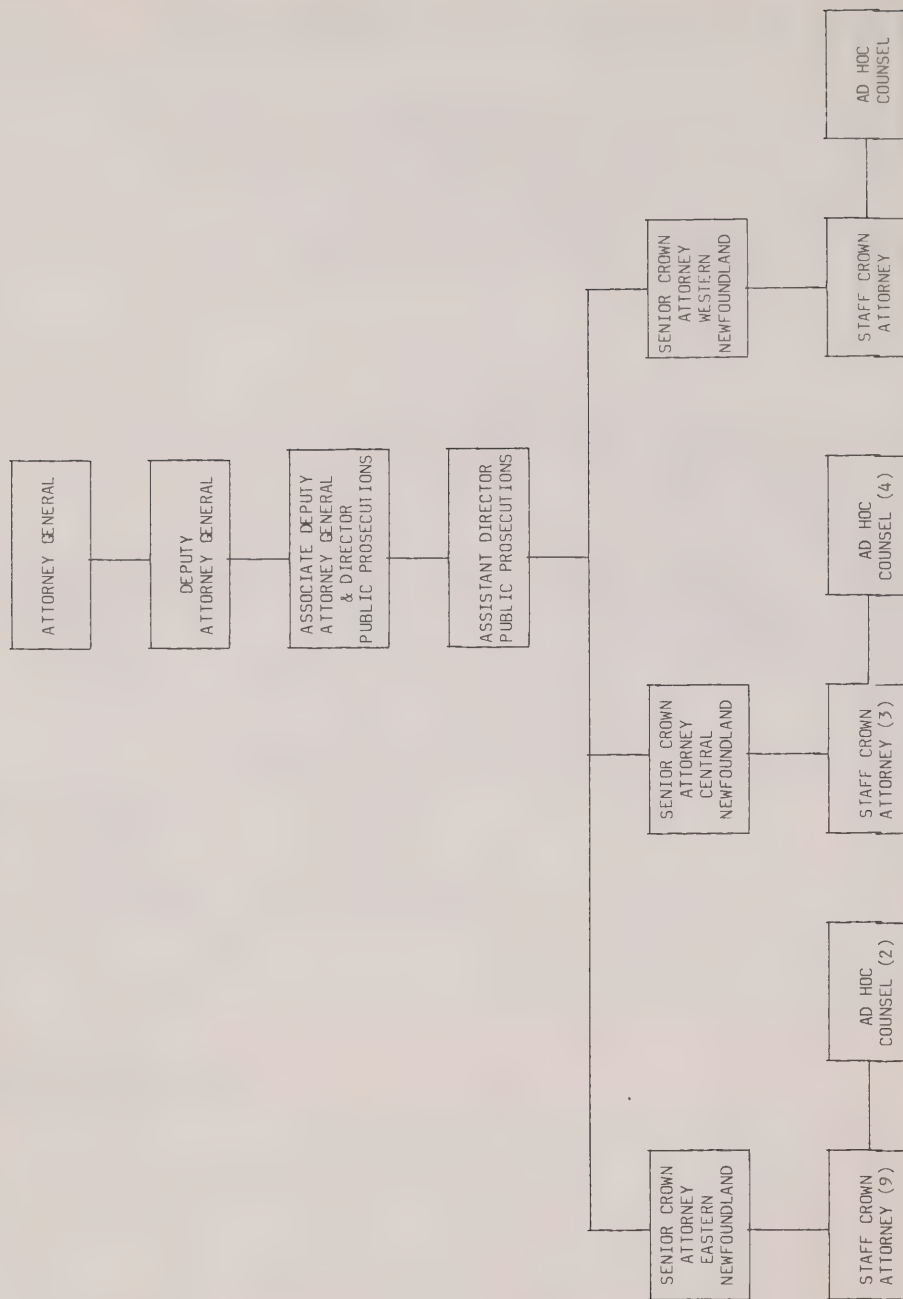 ATTORNEY GENERAL
DEPUTY
ATTORNEY GENERAL
ASSOCIATE DEPUTY
ATTORNEY GENERAL
& DIRECTOR
PUBLIC PROSECUTIONS
ASSISTANT DIRECTOR
PUBLIC PROSECUTIONS
SENIOR CROWN
ATTORNEY
EASTERN
NEWFOUNDLAND
SENIOR CROWN
ATTORNEY
CENTRAL
NEWFOUNDLAND
SENIOR CROWN
ATTORNEY
WESTERN
NEWFOUNDLAND
STAFF CROWN
ATTORNEY (9)
AD HOC
COUNSEL (2)
STAFF CROWN
ATTORNEY (3)
AD HOC
COUNSEL (4)
STAFF CROWN
ATTORNEY
AD HOC
COUNSEL